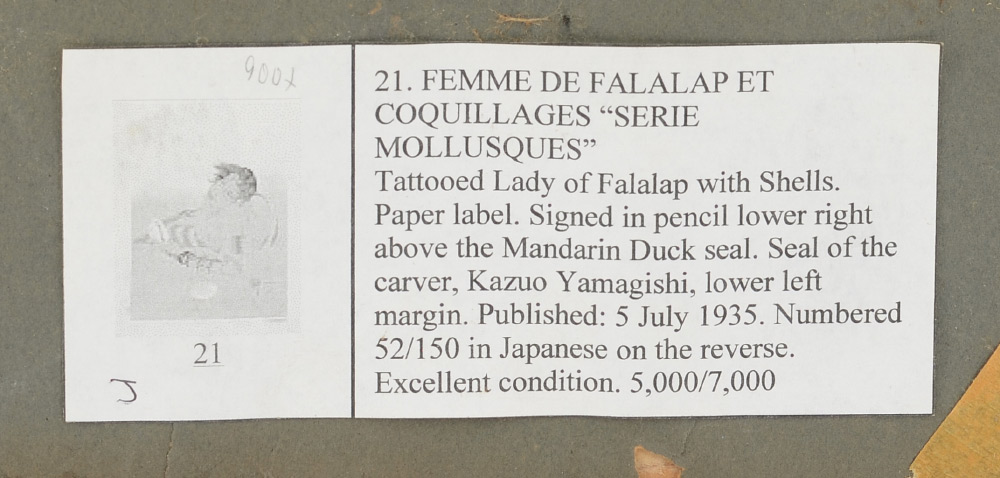 21. FEMME DE FALALAP ET
COQUILLAGES “SERIE
MOLLUSQUES”
Tattooed Lady of Falalap with Shells.
Paper label. Signed in pencil lower right
above the Mandarin Duck seal. Seal of the
carver, Kazuo Yamagishi, lower left
margin. Published: 5 July 1935. Numbered
52/150 in Japanese on the reverse.
Excellent condition. 5,000/7,000
21
J